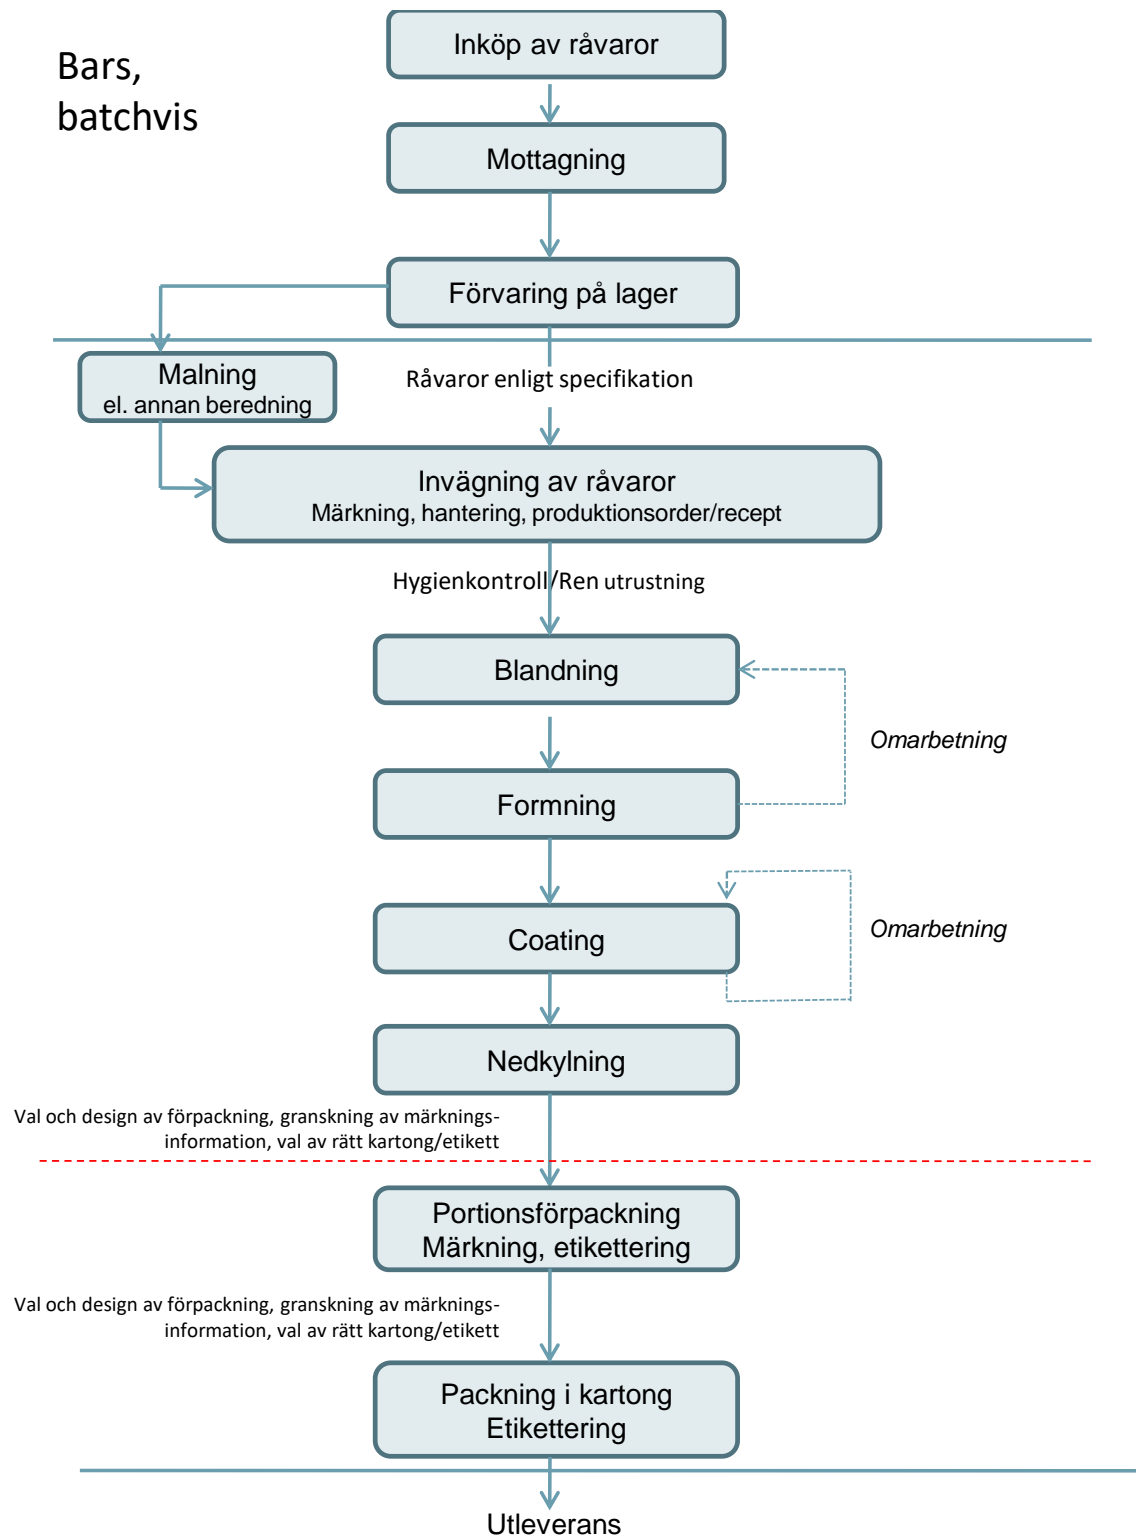 Bars,
batchvis
Inköp av råvaror
Mottagning
Förvaring på lager
Malning
el. annan beredning
Råvaror enligt specifikation
Invägning av råvaror
Märkning, hantering, produktionsorder/recept
Hygienkontroll/Ren utrustning
Blandning
Omarbetning
Formning
Coating
Omarbetning
Nedkylning
Val och design av förpackning, granskning av märknings-
information, val av rätt kartong/etikett
Portionsförpackning
Märkning, etikettering
Val och design av förpackning, granskning av märknings-
information, val av rätt kartong/etikett
Packning i kartong
Etikettering
Utleverans